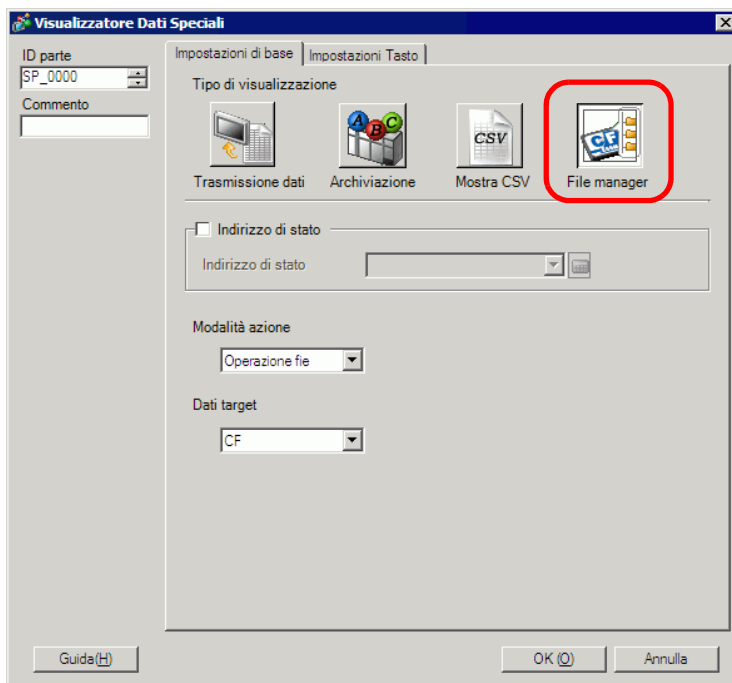 Visualizzatore Dati Speciali
ID parte
SP_0000
Commento
Impostazioni di base
Impostazioni Tasto
Tipo di visualizzazione
A B C
CSV
CF
Trasmissione dati
Archiviazione
Mostra CSV
File manager
Indirizzo di stato
Indirizzo di stato
Modalità azione
Operazione fie
Dati target
CF
Guida(H)
OK (O)
Annulla